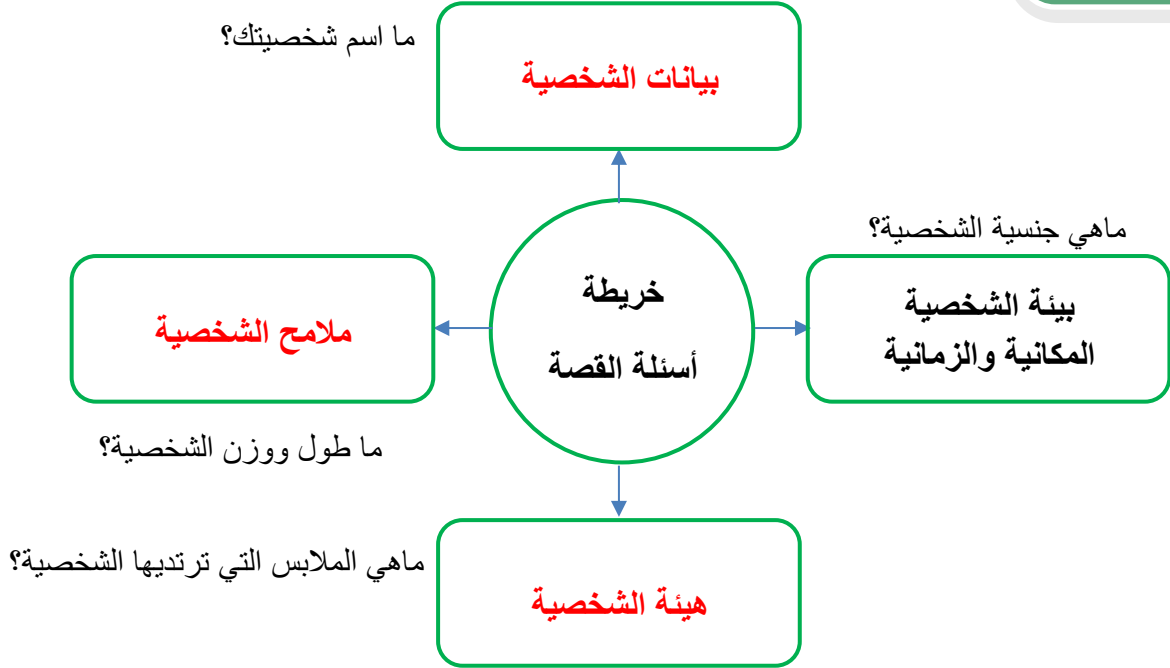 ما اسم شخصيتك؟
بيانات الشخصية
ماهي جنسية الشخصية؟
بيئة الشخصية
المكانية والزمانية
خريطة
أسئلة القصة
ملامح الشخصية
ما طول ووزن الشخصية؟
ماهي الملابس التي ترتديها الشخصية؟
هيئة الشخصية